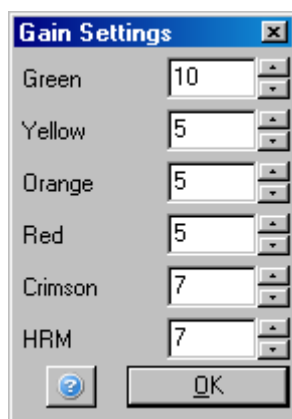 Gain Settings
Green 10
Yellow 5
Orange 5
Red 5
Crimson 7
HRM 7
? OK